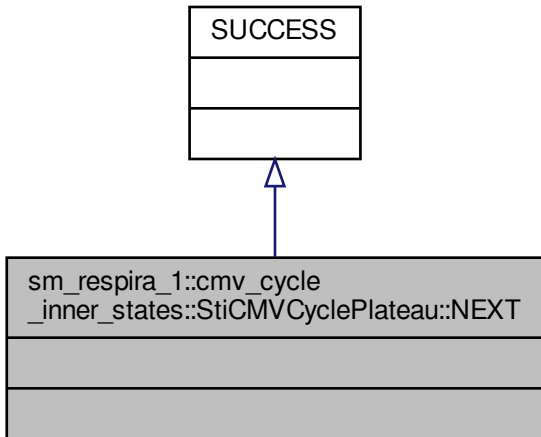 SUCCESS
sm_respira_1::cmv_cycle
_inner_states::StiCMVCyclePlateau::NEXT